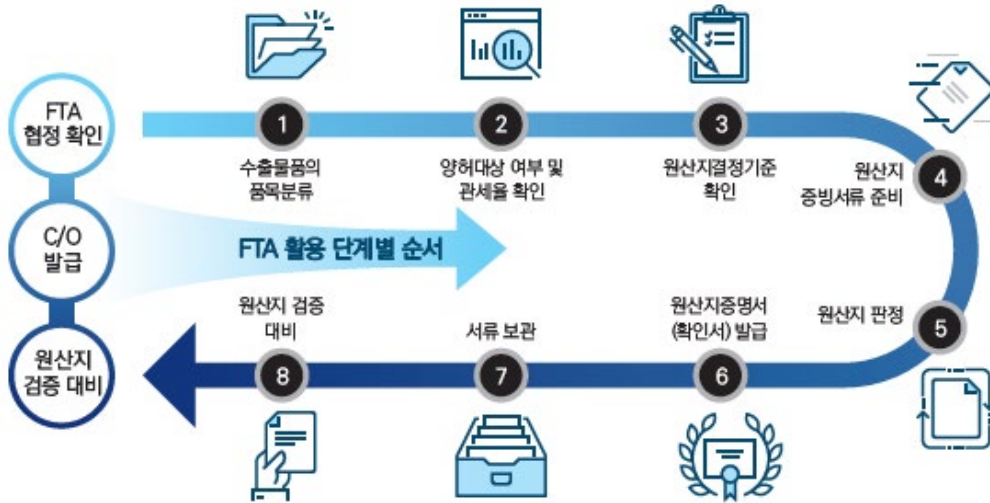 FTA
협정 확인
C/O
발급
원산지
검증 대비
FTA 활용 단계별 순서
1
수출물품의
품목분류
2
양허대상 여부 및
관세율 확인
3
원산지결정기준
확인
4
원산지
증빙서류 준비
5
원산지 판정
6
원산지증명서
(확인서) 발급
7
서류 보관
8
원산지 검증
대비